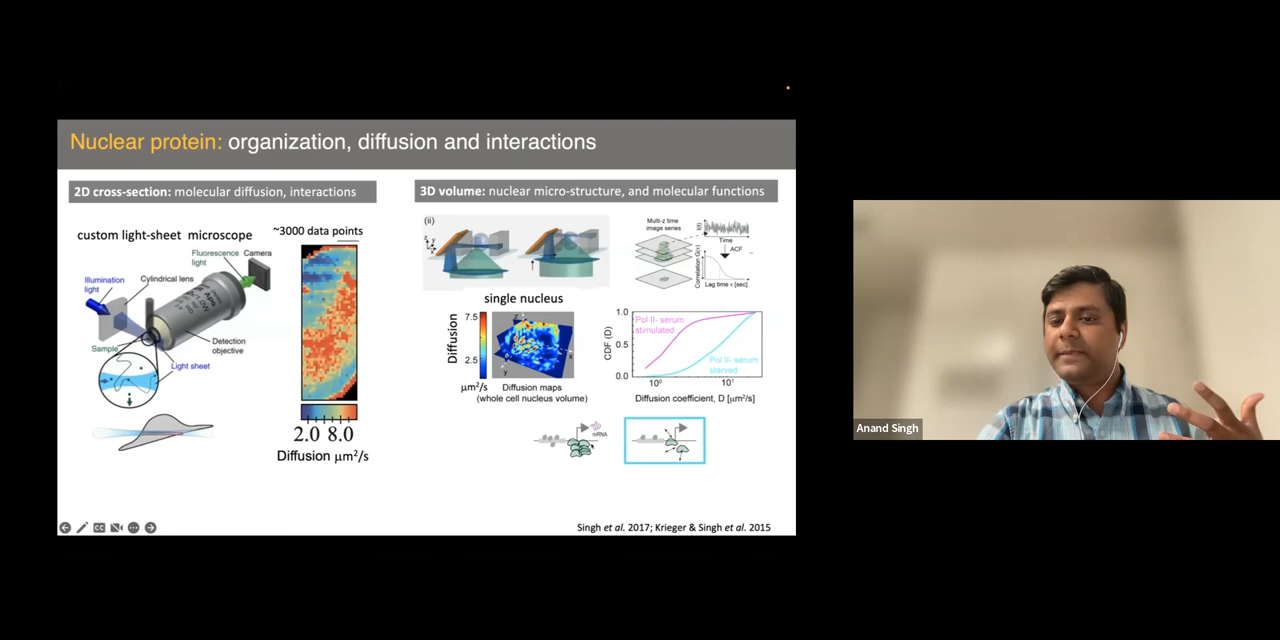 Nuclear protein: organization, diffusion and interactions
2D cross-section: molecular diffusion, interactions
custom light-sheet microscope
~3000 data points
Fluorescence
light
Camera
Illumination
light
Cylindrical lens
Sample
Detection
objective
Light sheet
2.0 8.0
Diffusion μm²/s
3D volume: nuclear micro-structure, and molecular functions
(ii)
Multi-z time
image series
Time
ACF
Correlation G(τ)
Lag time τ [sec]
single nucleus
Diffusion
7.5
2.5
μm²/s
z
x
y
Diffusion maps
(whole cell nucleus volume)
CDF (D)
1.0
0.5
0.0
Pol II- serum
stimulated
Pol II- serum
starved
10⁰
10¹
Diffusion coefficient, D [μm²/s]
mRNA
Singh et al. 2017; Krieger & Singh et al. 2015
CC
Anand Singh